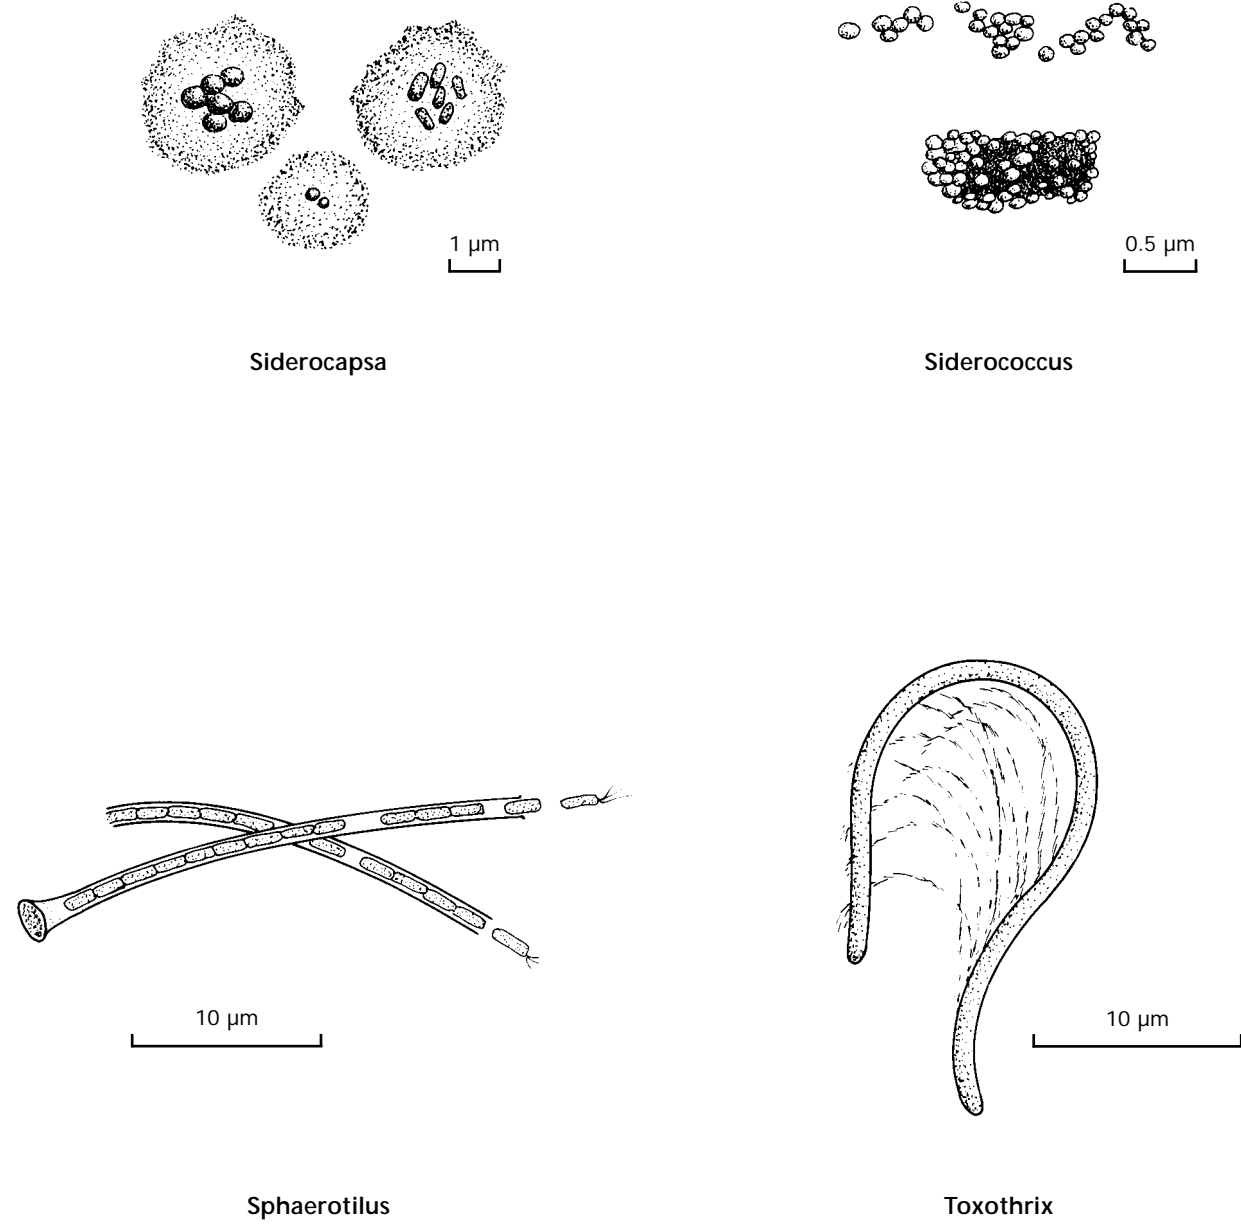 1 µm
0.5 µm
Siderocapsa
Siderococcus
10 µm
10 µm
Sphaerotilus
Toxothrix